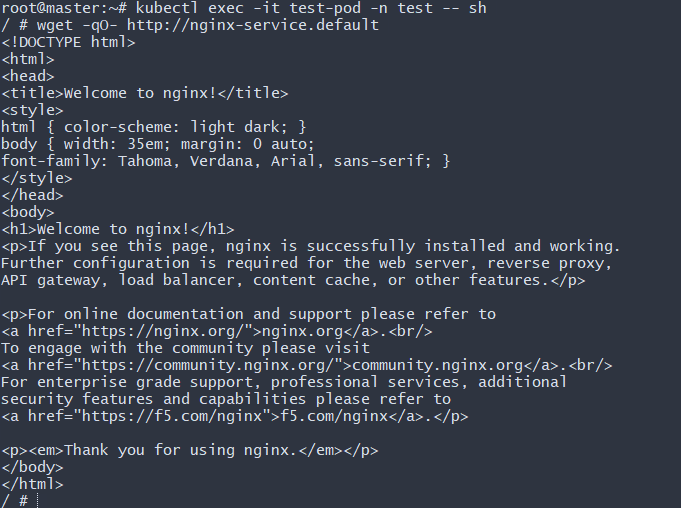 root@master:~# kubectl exec -it test-pod -n test -- sh
/ # wget -qO- http://nginx-service.default
<!DOCTYPE html>
<html>
<head>
<title>Welcome to nginx!</title>
<style>
html { color-scheme: light dark; }
body { width: 35em; margin: 0 auto;
font-family: Tahoma, Verdana, Arial, sans-serif; }
</style>
</head>
<body>
<h1>Welcome to nginx!</h1>
<p>If you see this page, nginx is successfully installed and working.
Further configuration is required for the web server, reverse proxy,
API gateway, load balancer, content cache, or other features.</p>

<p>For online documentation and support please refer to
<a href="https://nginx.org/">nginx.org</a>.<br/>
To engage with the community please visit
<a href="https://community.nginx.org/">community.nginx.org</a>.<br/>
For enterprise grade support, professional services, additional
security features and capabilities please refer to
<a href="https://f5.com/nginx">f5.com/nginx</a>.</p>

<p><em>Thank you for using nginx.</em></p>
</body>
</html>
/ #